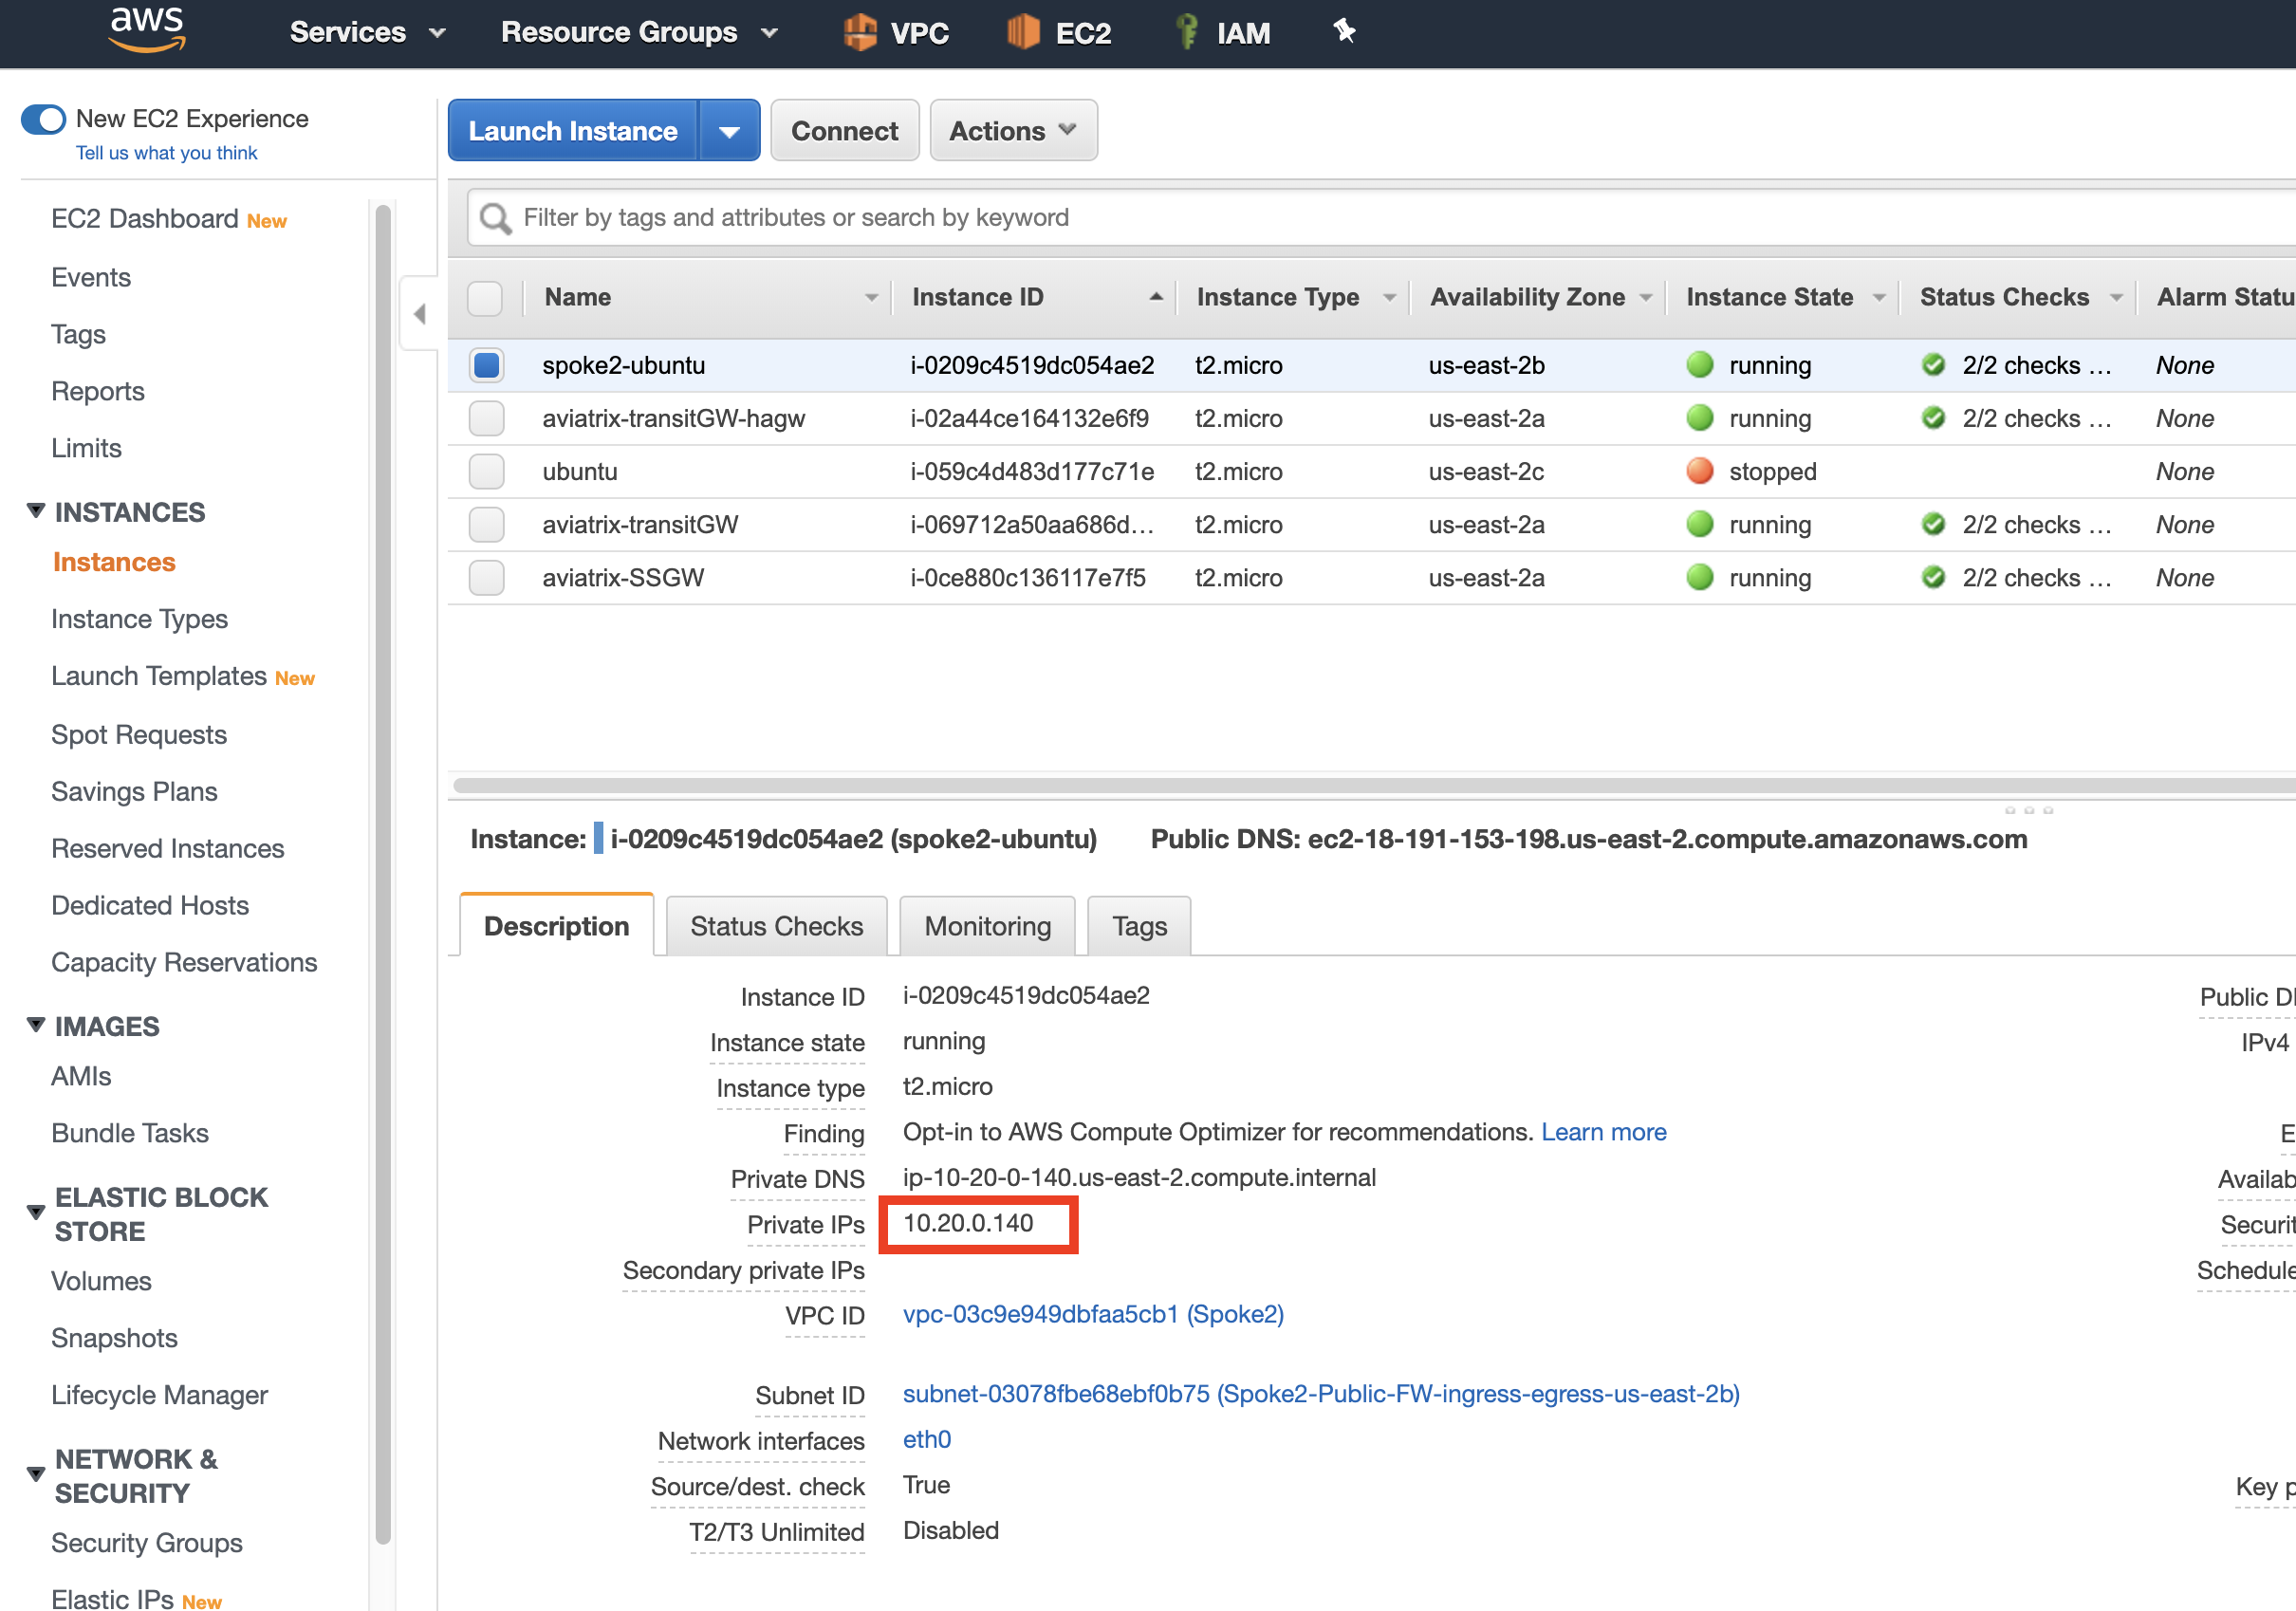 aws Services Resource Groups VPC EC2 IAM
New EC2 Experience
Tell us what you think
EC2 Dashboard New
Events
Tags
Reports
Limits
INSTANCES
Instances
Instance Types
Launch Templates New
Spot Requests
Savings Plans
Reserved Instances
Dedicated Hosts
Capacity Reservations
IMAGES
AMIs
Bundle Tasks
ELASTIC BLOCK
STORE
Volumes
Snapshots
Lifecycle Manager
NETWORK &
SECURITY
Security Groups
Elastic IPs New
Launch Instance Connect Actions
Filter by tags and attributes or search by keyword
Name Instance ID Instance Type Availability Zone Instance State Status Checks Alarm Statu
spoke2-ubuntu i-0209c4519dc054ae2 t2.micro us-east-2b running 2/2 checks … None
aviatrix-transitGW-hagw i-02a44ce164132e6f9 t2.micro us-east-2a running 2/2 checks … None
ubuntu i-059c4d483d177c71e t2.micro us-east-2c stopped None
aviatrix-transitGW i-069712a50aa686d… t2.micro us-east-2a running 2/2 checks … None
aviatrix-SSGW i-0ce880c136117e7f5 t2.micro us-east-2a running 2/2 checks … None
Instance: i-0209c4519dc054ae2 (spoke2-ubuntu) Public DNS: ec2-18-191-153-198.us-east-2.compute.amazonaws.com
Description Status Checks Monitoring Tags
Instance ID i-0209c4519dc054ae2 Public D
Instance state running IPv4
Instance type t2.micro
Finding Opt-in to AWS Compute Optimizer for recommendations. Learn more E
Private DNS ip-10-20-0-140.us-east-2.compute.internal Availab
Private IPs 10.20.0.140 Securit
Secondary private IPs Schedule
VPC ID vpc-03c9e949dbfaa5cb1 (Spoke2)
Subnet ID subnet-03078fbe68ebf0b75 (Spoke2-Public-FW-ingress-egress-us-east-2b)
Network interfaces eth0
Source/dest. check True Key p
T2/T3 Unlimited Disabled